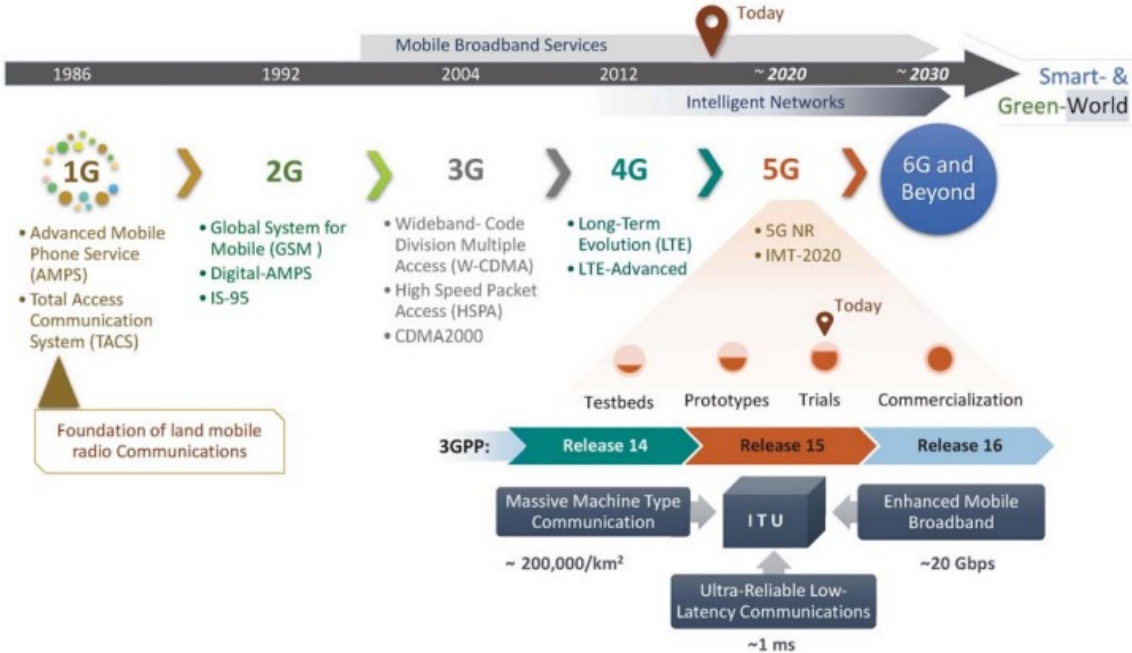 Today
Mobile Broadband Services
1986 1992 2004 2012 ~ 2020 ~ 2030
Smart- &
Green-World
Intelligent Networks
1G
2G
3G
4G
5G
6G and
Beyond
• Advanced Mobile
Phone Service
(AMPS)
• Total Access
Communication
System (TACS)
• Global System for
Mobile (GSM )
• Digital-AMPS
• IS-95
• Wideband- Code
Division Multiple
Access (W-CDMA)
• High Speed Packet
Access (HSPA)
• CDMA2000
• Long-Term
Evolution (LTE)
• LTE-Advanced
• 5G NR
• IMT-2020
Today
Testbeds Prototypes Trials Commercialization
Foundation of land mobile
radio Communications
3GPP: Release 14 Release 15 Release 16
Massive Machine Type
Communication
~ 200,000/km²
ITU
Enhanced Mobile
Broadband
~20 Gbps
Ultra-Reliable Low-
Latency Communications
~1 ms